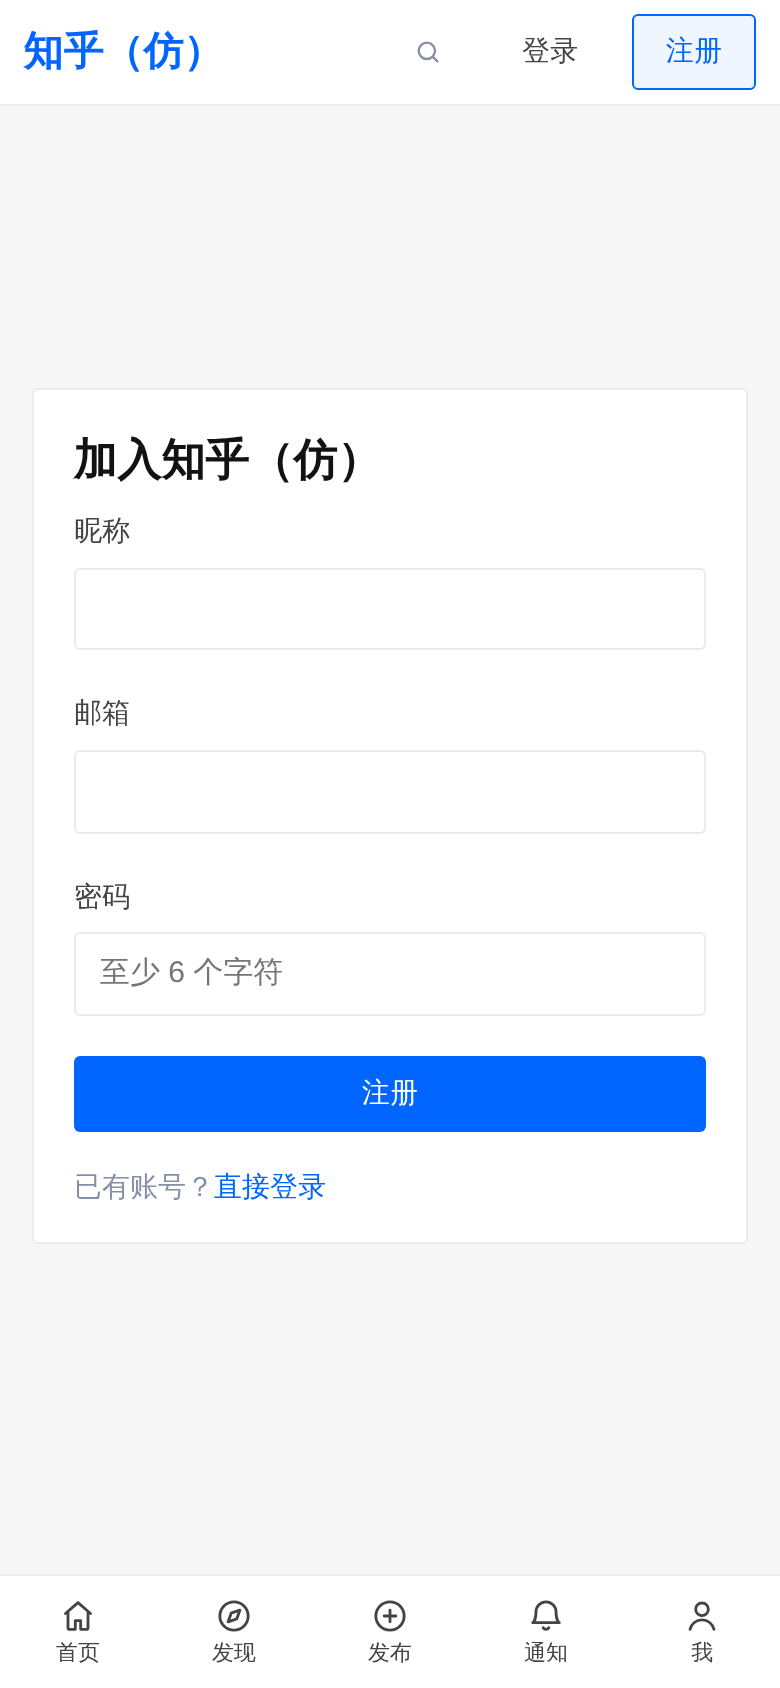 知乎（仿）
登录
注册
加入知乎（仿）
昵称
邮箱
密码
至少 6 个字符
注册
已有账号？直接登录
首页
发现
发布
通知
我